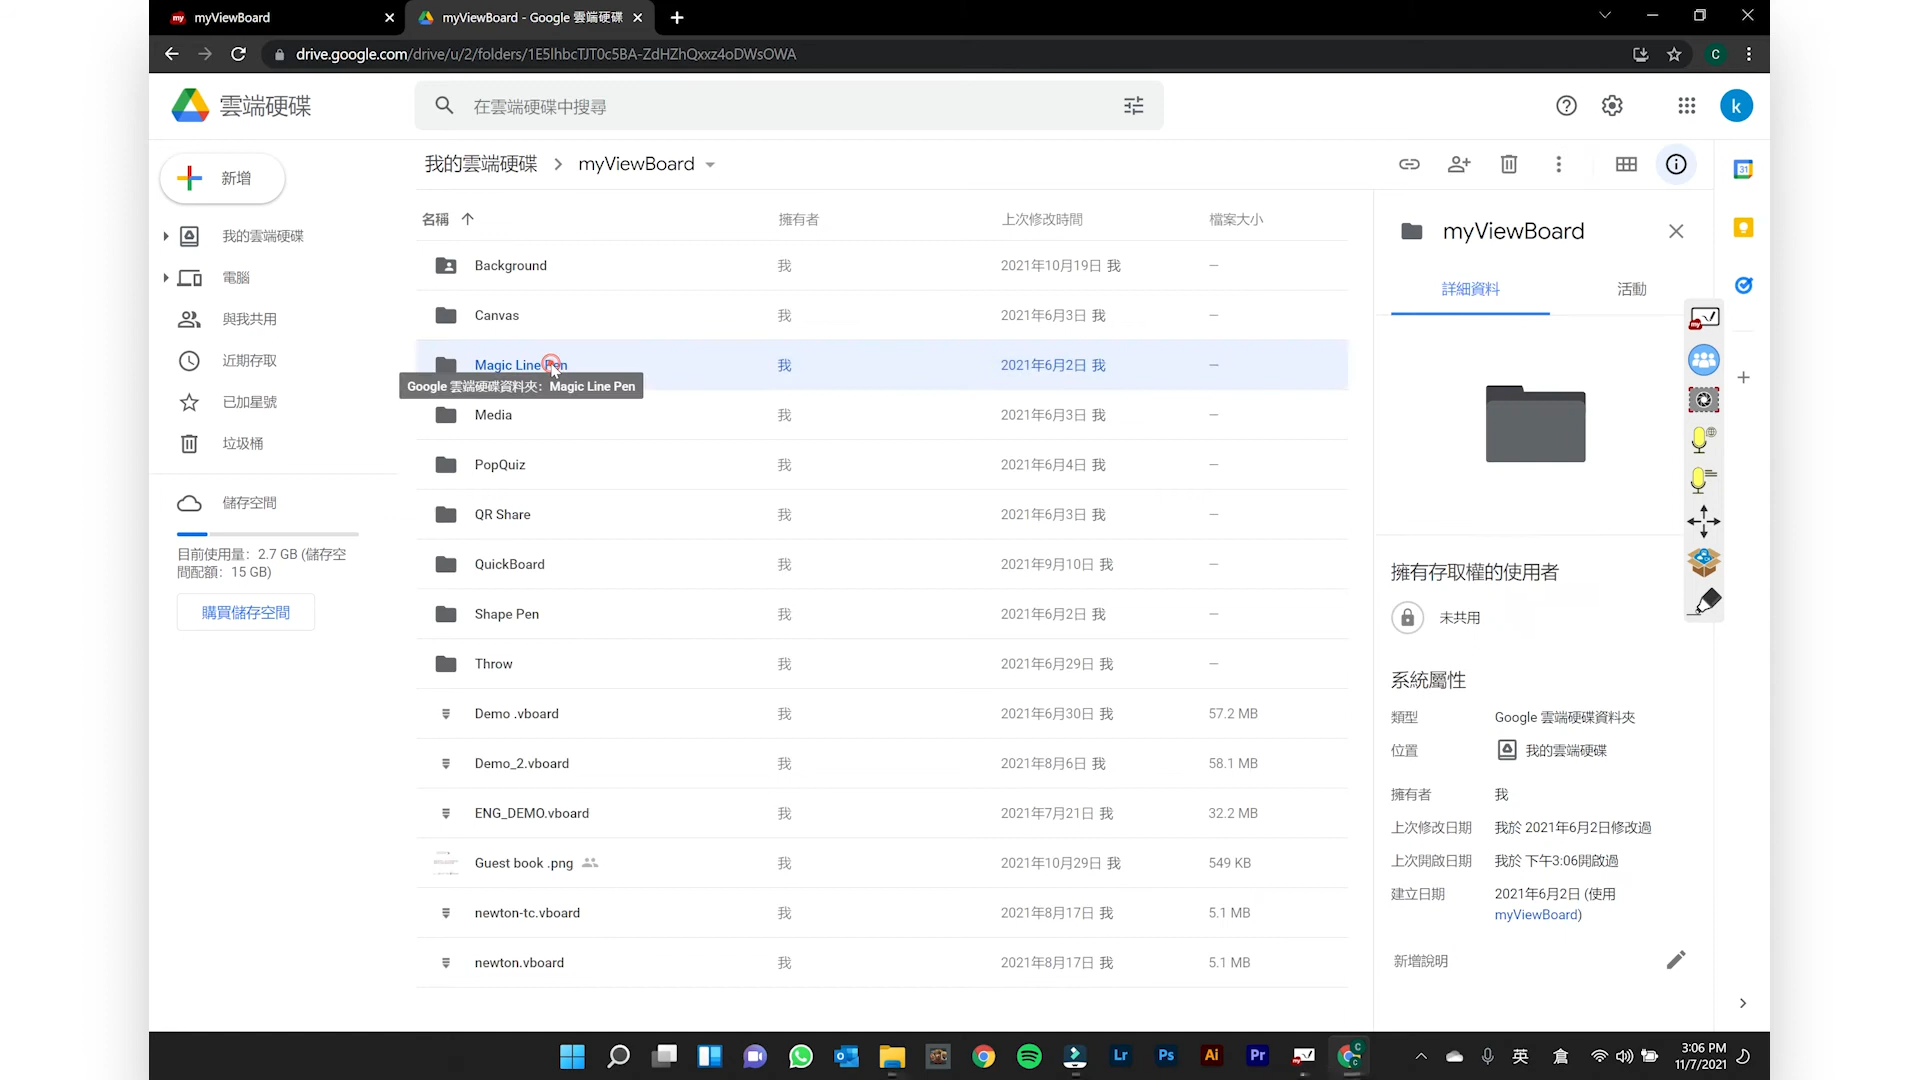 myViewBoard
myViewBoard - Google 雲端硬碟
drive.google.com/drive/u/2/folders/1E5lhbcTJT0c5BA-ZdHZhQxxz4oDWsOWA
C
雲端硬碟
在雲端硬碟中搜尋
k
新增
我的雲端硬碟
電腦
與我共用
近期存取
已加星號
垃圾桶
儲存空間
目前使用量：2.7 GB (儲存空
間配額：15 GB)
購買儲存空間
我的雲端硬碟 > myViewBoard
名稱 擁有者 上次修改時間 檔案大小
Background 我 2021年10月19日 我 —
Canvas 我 2021年6月3日 我 —
Magic Line Pen 我 2021年6月2日 我 —
Google 雲端硬碟資料夾：Magic Line Pen
Media 我 2021年6月3日 我 —
PopQuiz 我 2021年6月4日 我 —
QR Share 我 2021年6月3日 我 —
QuickBoard 我 2021年9月10日 我 —
Shape Pen 我 2021年6月2日 我 —
Throw 我 2021年6月29日 我 —
Demo .vboard 我 2021年6月30日 我 57.2 MB
Demo_2.vboard 我 2021年8月6日 我 58.1 MB
ENG_DEMO.vboard 我 2021年7月21日 我 32.2 MB
Guest book .png 我 2021年10月29日 我 549 KB
newton-tc.vboard 我 2021年8月17日 我 5.1 MB
newton.vboard 我 2021年8月17日 我 5.1 MB
myViewBoard
詳細資料 活動
擁有存取權的使用者
未共用
系統屬性
類型 Google 雲端硬碟資料夾
位置 我的雲端硬碟
擁有者 我
上次修改日期 我於 2021年6月2日修改過
上次開啟日期 我於 下午3:06開啟過
建立日期 2021年6月2日 (使用
myViewBoard)
新增說明
31
my
Lr
Ps
Ai
Pr
英
倉
3:06 PM
11/7/2021